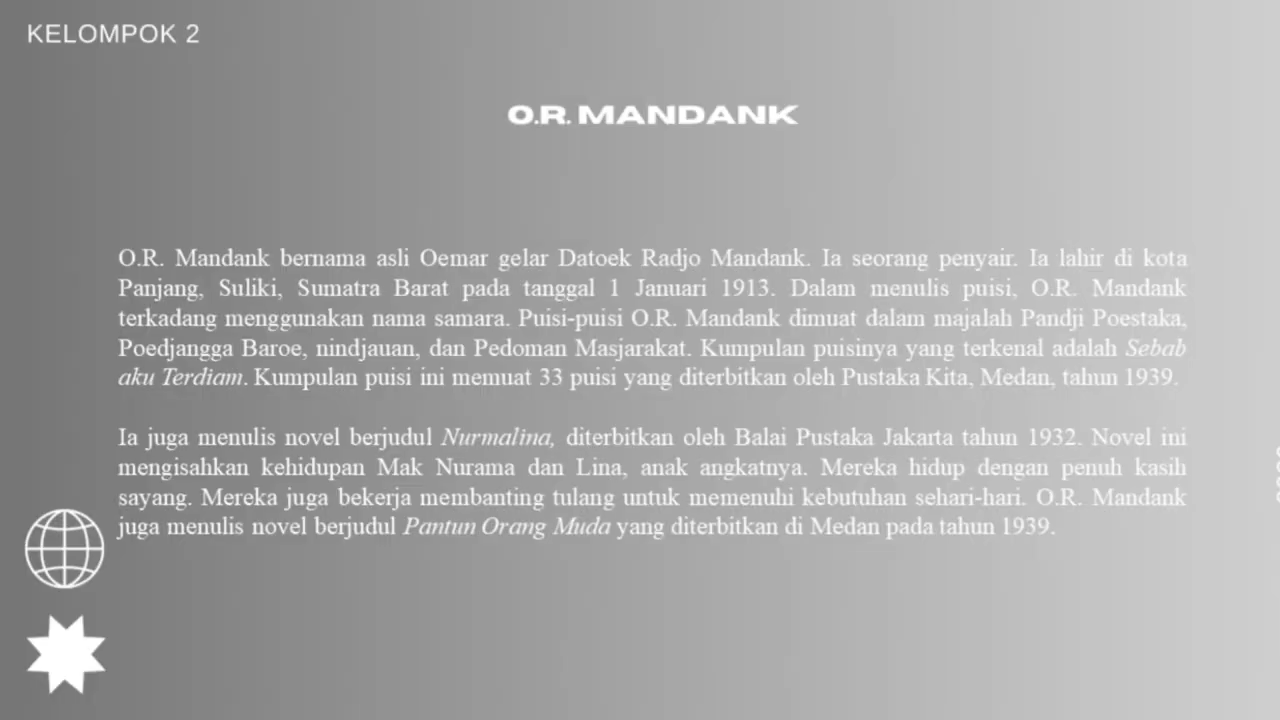 KELOMPOK 2
O.R. MANDANK
O.R. Mandank bernama asli Oemar gelar Datoek Radjo Mandank. Ia seorang penyair. Ia lahir di kota
Panjang, Suliki, Sumatra Barat pada tanggal 1 Januari 1913. Dalam menulis puisi, O.R. Mandank
terkadang menggunakan nama samara. Puisi-puisi O.R. Mandank dimuat dalam majalah Pandji Poestaka,
Poedjangga Baroe, nindjauan, dan Pedoman Masjarakat. Kumpulan puisinya yang terkenal adalah Sebab
aku Terdiam. Kumpulan puisi ini memuat 33 puisi yang diterbitkan oleh Pustaka Kita, Medan, tahun 1939.
Ia juga menulis novel berjudul Nurmalina, diterbitkan oleh Balai Pustaka Jakarta tahun 1932. Novel ini
mengisahkan kehidupan Mak Nurama dan Lina, anak angkatnya. Mereka hidup dengan penuh kasih
sayang. Mereka juga bekerja membanting tulang untuk memenuhi kebutuhan sehari-hari. O.R. Mandank
juga menulis novel berjudul Pantun Orang Muda yang diterbitkan di Medan pada tahun 1939.